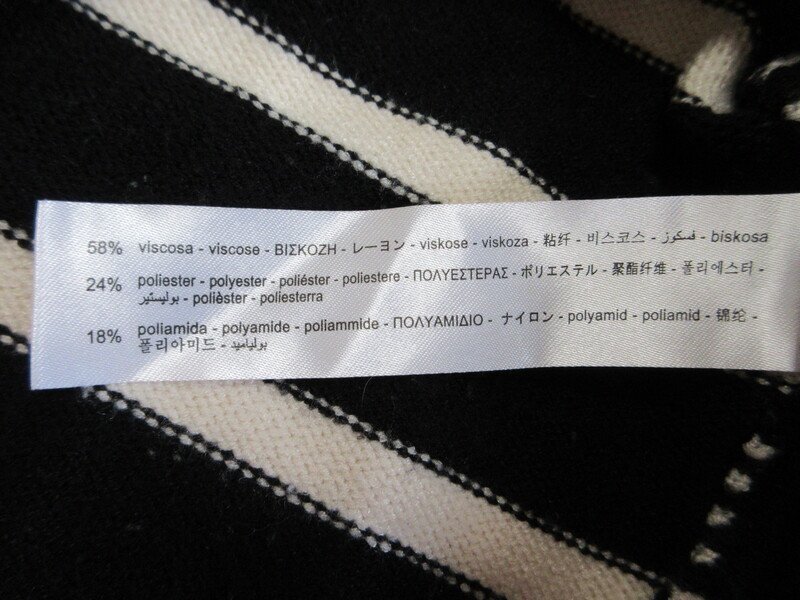 58% viscosa - viscose - ΒΙΣΚΟΖΗ - レーヨン - viskose - viskoza - 粘纤 - 비스코스 - فسكوز - biskosa
24% poliester - polyester - poliéster - poliestere - ΠΟΛΥΕΣΤΕΡΑΣ - ポリエステル - 聚酯纤维 - 폴리에스터 -
بوليستير - polièster - poliesterra
18% poliamida - polyamide - poliammide - ΠΟΛΥΑΜΙΔΙΟ - ナイロン - polyamid - poliamid - 锦纶 -
폴리아미드 - بوليאميد